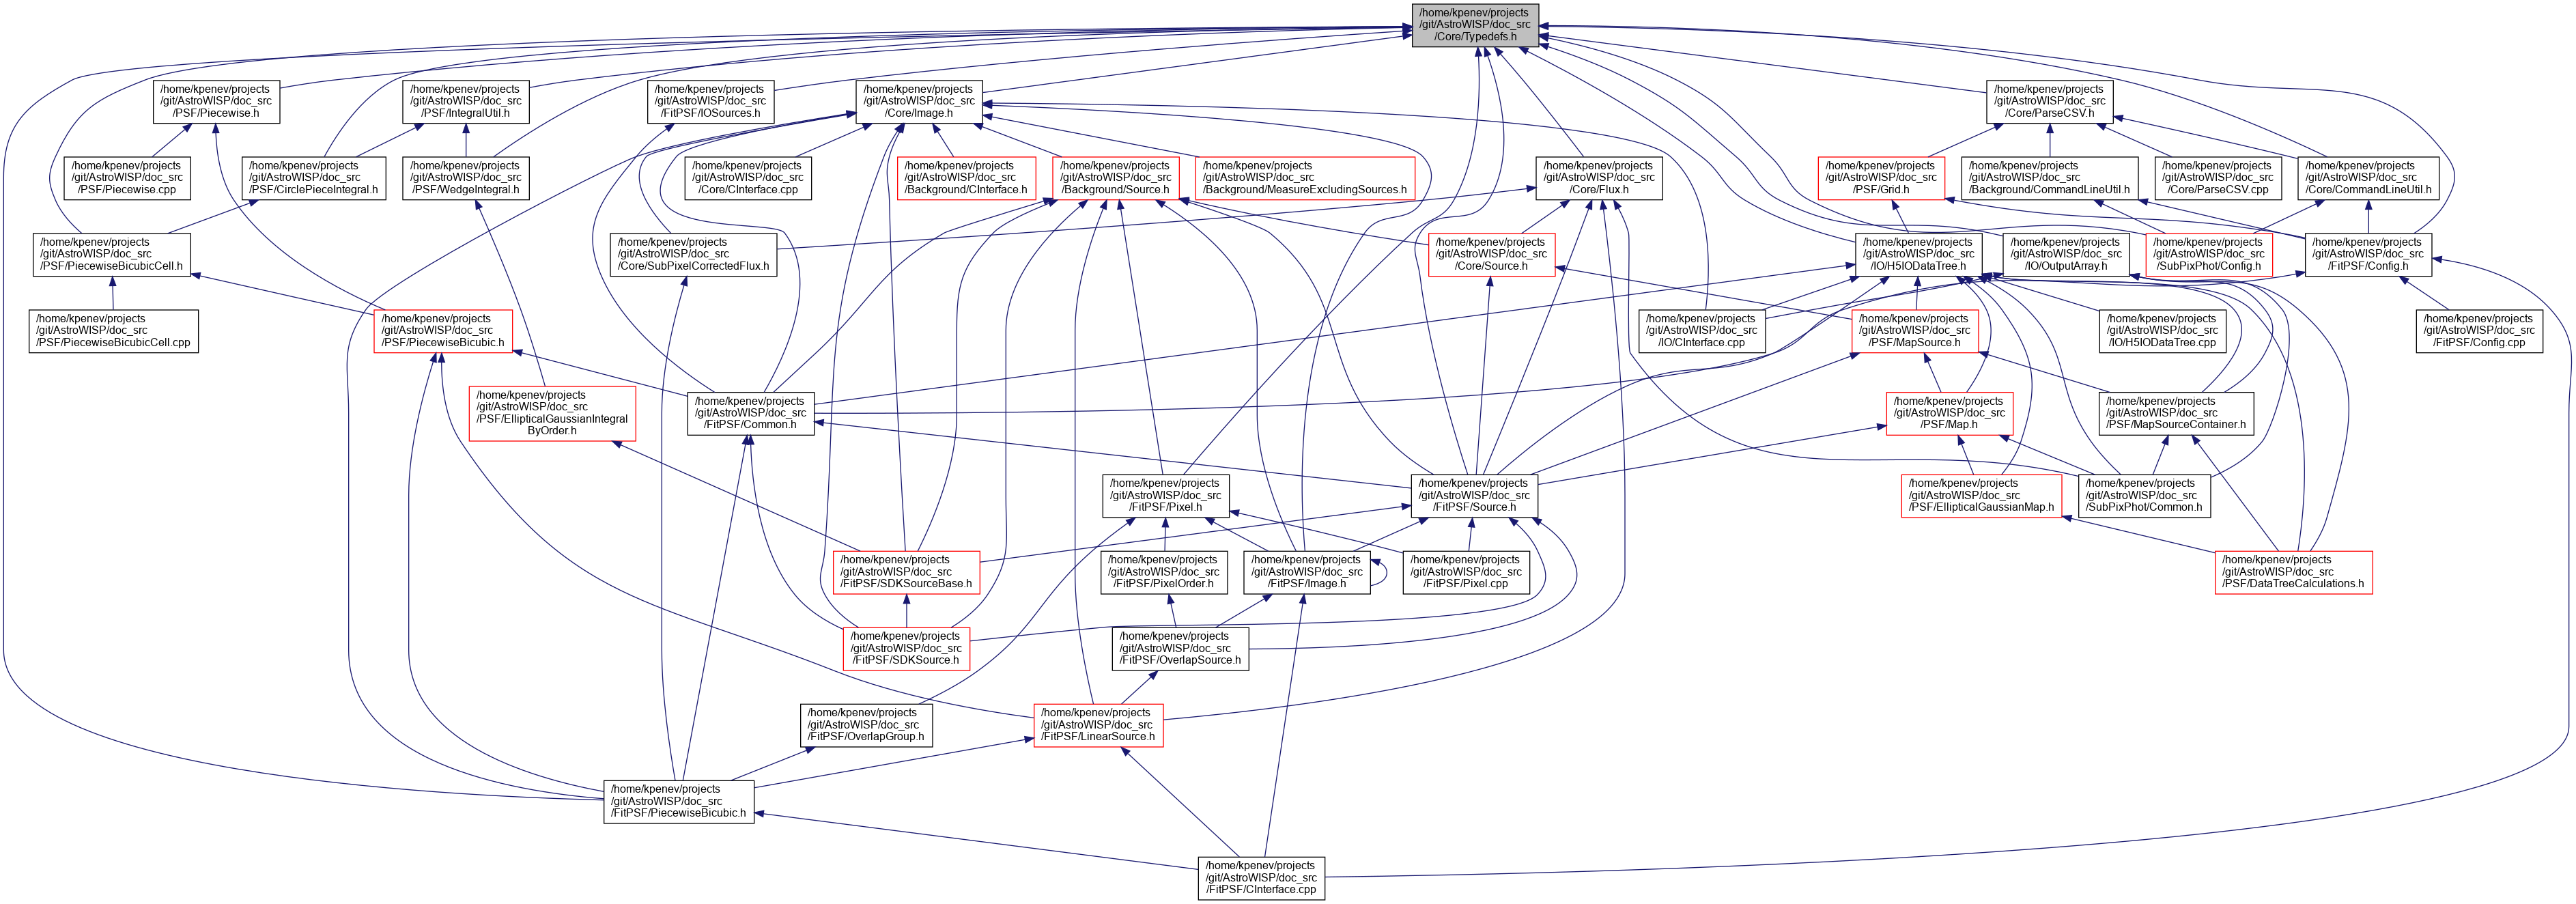 /home/kpenev/projects
/git/AstroWISP/doc_src
/Core/Typedefs.h
/home/kpenev/projects
/git/AstroWISP/doc_src
/PSF/Piecewise.h
/home/kpenev/projects
/git/AstroWISP/doc_src
/PSF/IntegralUtil.h
/home/kpenev/projects
/git/AstroWISP/doc_src
/FitPSF/IOSources.h
/home/kpenev/projects
/git/AstroWISP/doc_src
/Core/Image.h
/home/kpenev/projects
/git/AstroWISP/doc_src
/Core/ParseCSV.h
/home/kpenev/projects
/git/AstroWISP/doc_src
/PSF/Piecewise.cpp
/home/kpenev/projects
/git/AstroWISP/doc_src
/PSF/CirclePieceIntegral.h
/home/kpenev/projects
/git/AstroWISP/doc_src
/PSF/WedgeIntegral.h
/home/kpenev/projects
/git/AstroWISP/doc_src
/Core/CInterface.cpp
/home/kpenev/projects
/git/AstroWISP/doc_src
/Background/CInterface.h
/home/kpenev/projects
/git/AstroWISP/doc_src
/Background/Source.h
/home/kpenev/projects
/git/AstroWISP/doc_src
/Background/MeasureExcludingSources.h
/home/kpenev/projects
/git/AstroWISP/doc_src
/Core/Flux.h
/home/kpenev/projects
/git/AstroWISP/doc_src
/PSF/Grid.h
/home/kpenev/projects
/git/AstroWISP/doc_src
/Background/CommandLineUtil.h
/home/kpenev/projects
/git/AstroWISP/doc_src
/Core/ParseCSV.cpp
/home/kpenev/projects
/git/AstroWISP/doc_src
/Core/CommandLineUtil.h
/home/kpenev/projects
/git/AstroWISP/doc_src
/PSF/PiecewiseBicubicCell.h
/home/kpenev/projects
/git/AstroWISP/doc_src
/Core/SubPixelCorrectedFlux.h
/home/kpenev/projects
/git/AstroWISP/doc_src
/Core/Source.h
/home/kpenev/projects
/git/AstroWISP/doc_src
/IO/H5IODataTree.h
/home/kpenev/projects
/git/AstroWISP/doc_src
/IO/OutputArray.h
/home/kpenev/projects
/git/AstroWISP/doc_src
/SubPixPhot/Config.h
/home/kpenev/projects
/git/AstroWISP/doc_src
/FitPSF/Config.h
/home/kpenev/projects
/git/AstroWISP/doc_src
/PSF/PiecewiseBicubicCell.cpp
/home/kpenev/projects
/git/AstroWISP/doc_src
/PSF/PiecewiseBicubic.h
/home/kpenev/projects
/git/AstroWISP/doc_src
/IO/CInterface.cpp
/home/kpenev/projects
/git/AstroWISP/doc_src
/PSF/MapSource.h
/home/kpenev/projects
/git/AstroWISP/doc_src
/IO/H5IODataTree.cpp
/home/kpenev/projects
/git/AstroWISP/doc_src
/FitPSF/Config.cpp
/home/kpenev/projects
/git/AstroWISP/doc_src
/PSF/EllipticalGaussianIntegral
ByOrder.h
/home/kpenev/projects
/git/AstroWISP/doc_src
/FitPSF/Common.h
/home/kpenev/projects
/git/AstroWISP/doc_src
/PSF/Map.h
/home/kpenev/projects
/git/AstroWISP/doc_src
/PSF/MapSourceContainer.h
/home/kpenev/projects
/git/AstroWISP/doc_src
/FitPSF/Pixel.h
/home/kpenev/projects
/git/AstroWISP/doc_src
/FitPSF/Source.h
/home/kpenev/projects
/git/AstroWISP/doc_src
/PSF/EllipticalGaussianMap.h
/home/kpenev/projects
/git/AstroWISP/doc_src
/SubPixPhot/Common.h
/home/kpenev/projects
/git/AstroWISP/doc_src
/FitPSF/SDKSourceBase.h
/home/kpenev/projects
/git/AstroWISP/doc_src
/FitPSF/PixelOrder.h
/home/kpenev/projects
/git/AstroWISP/doc_src
/FitPSF/Image.h
/home/kpenev/projects
/git/AstroWISP/doc_src
/FitPSF/Pixel.cpp
/home/kpenev/projects
/git/AstroWISP/doc_src
/PSF/DataTreeCalculations.h
/home/kpenev/projects
/git/AstroWISP/doc_src
/FitPSF/SDKSource.h
/home/kpenev/projects
/git/AstroWISP/doc_src
/FitPSF/OverlapSource.h
/home/kpenev/projects
/git/AstroWISP/doc_src
/FitPSF/OverlapGroup.h
/home/kpenev/projects
/git/AstroWISP/doc_src
/FitPSF/LinearSource.h
/home/kpenev/projects
/git/AstroWISP/doc_src
/FitPSF/PiecewiseBicubic.h
/home/kpenev/projects
/git/AstroWISP/doc_src
/FitPSF/CInterface.cpp